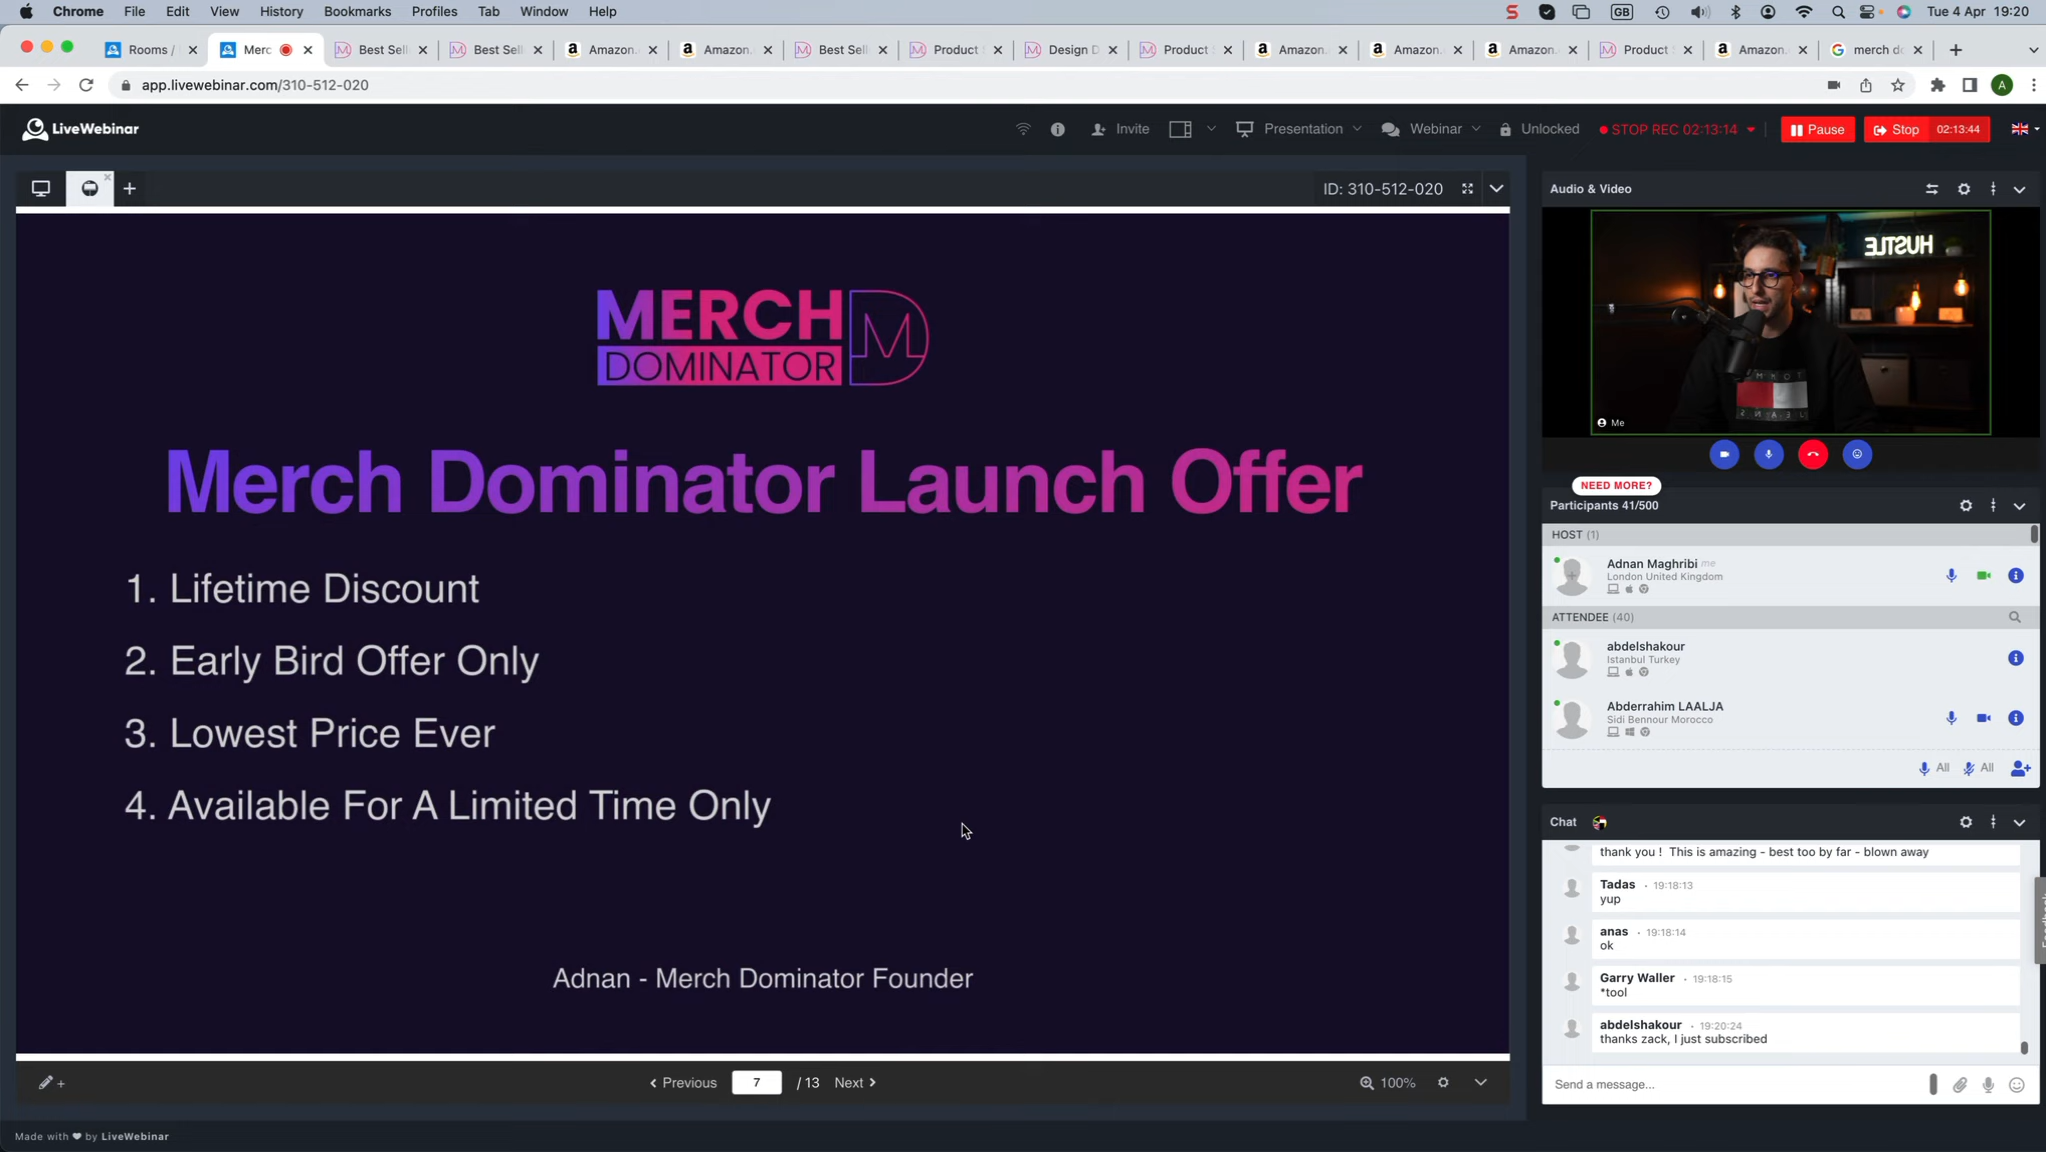 Chrome File Edit View History Bookmarks Profiles Tab Window Help
GB Tue 4 Apr 19:20
Rooms / Merc Best Sell Best Sell Amazon. Amazon. Best Sell Product Design D Product Amazon. Amazon. Amazon. Product Amazon. merch do
app.livewebinar.com/310-512-020 A
LiveWebinar
Invite Presentation Webinar Unlocked STOP REC 02:13:14 Pause Stop 02:13:44
ID: 310-512-020
MERCH
DOMINATOR
Merch Dominator Launch Offer
1. Lifetime Discount
2. Early Bird Offer Only
3. Lowest Price Ever
4. Available For A Limited Time Only
Adnan - Merch Dominator Founder
Previous 7 / 13 Next
100%
Made with ♥ by LiveWebinar
Audio & Video
HUSTLE
Me
NEED MORE?
Participants 41/500
HOST (1)
Adnan Maghribi me
London United Kingdom
ATTENDEE (40)
abdelshakour
Istanbul Turkey
Abderrahim LAALJA
Sidi Bennour Morocco
All All
Chat
thank you ! This is amazing - best too by far - blown away
Tadas • 19:18:13
yup
anas • 19:18:14
ok
Garry Waller • 19:18:15
*tool
abdelshakour • 19:20:24
thanks zack, I just subscribed
Send a message...